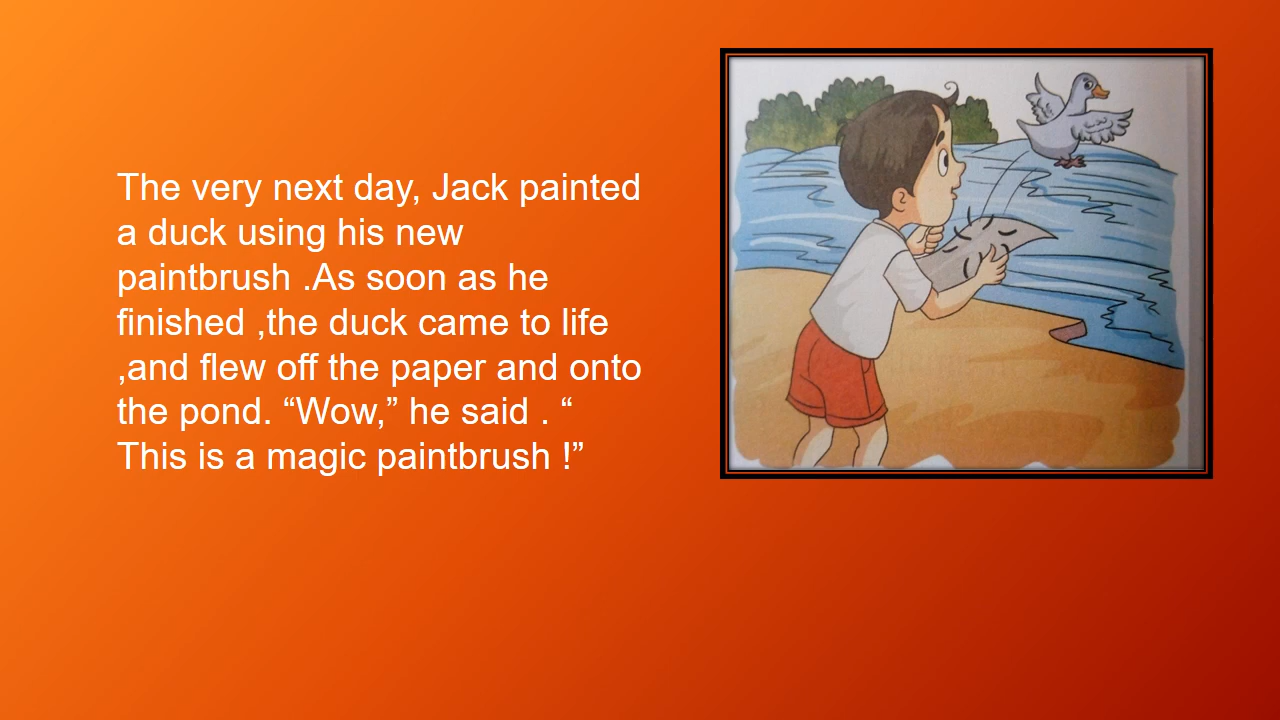 The very next day, Jack painted
a duck using his new
paintbrush .As soon as he
finished ,the duck came to life
,and flew off the paper and onto
the pond. “Wow,” he said . “
This is a magic paintbrush !”